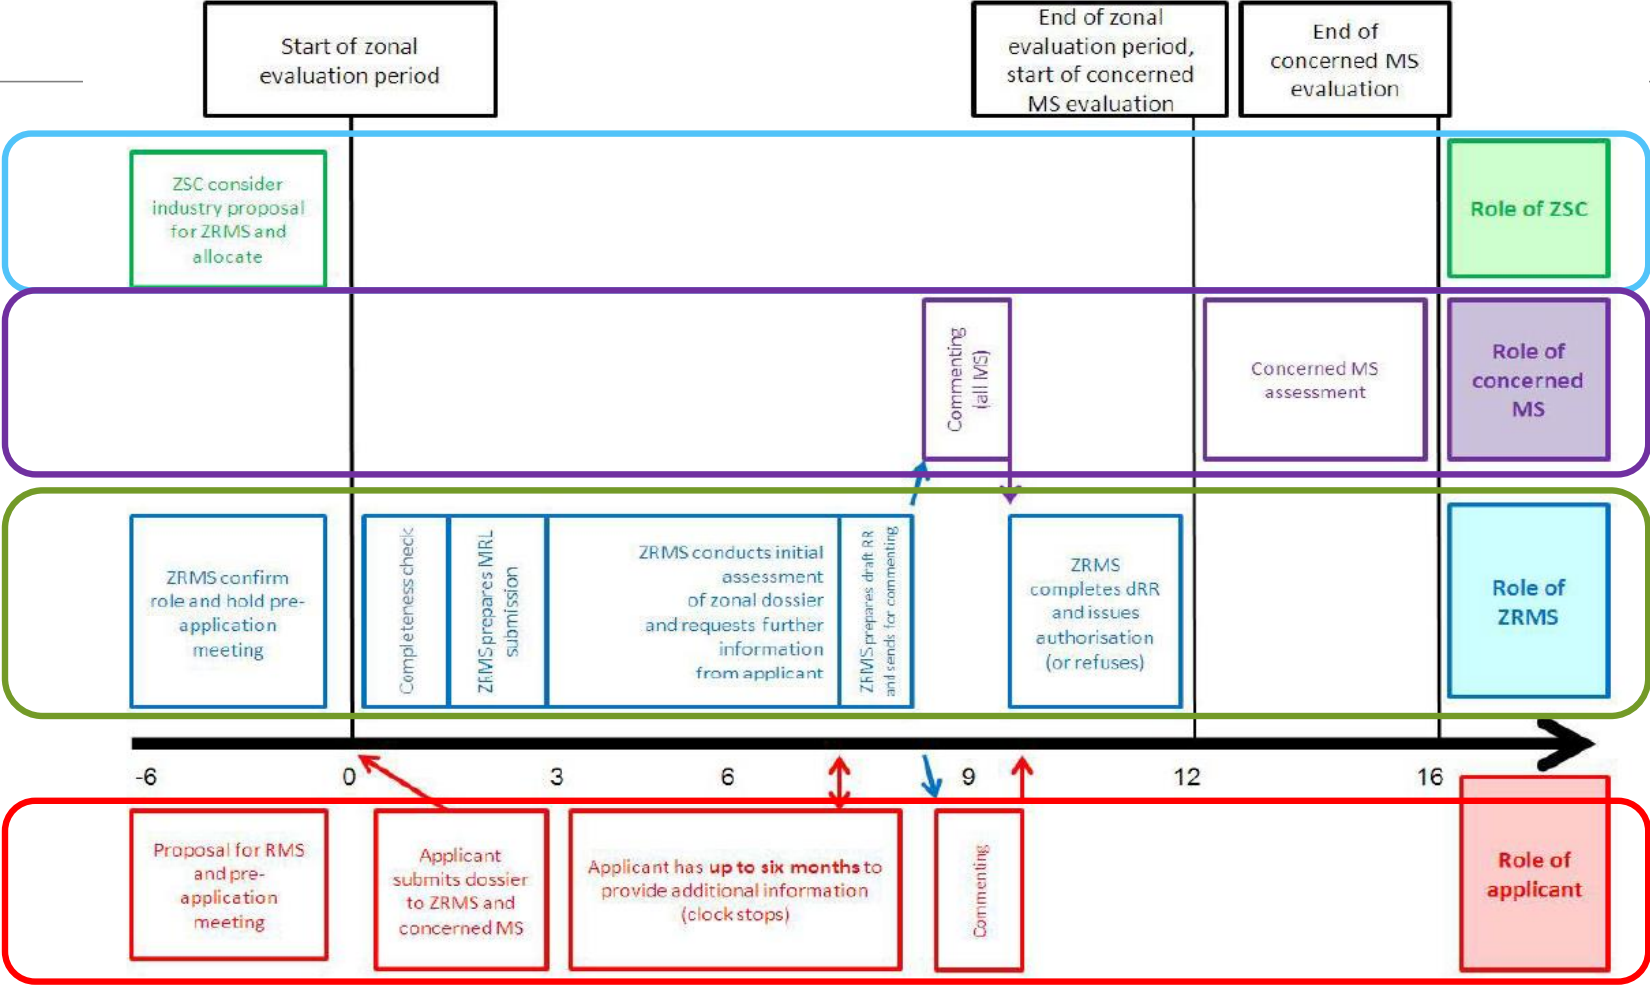 Start of zonal
evaluation period
End of zonal
evaluation period,
start of concerned
MS evaluation
End of
concerned MS
evaluation
ZSC consider
industry proposal
for ZRMS and
allocate
Role of ZSC
Commenting
(all MS)
Concerned MS
assessment
Role of
concerned
MS
ZRMS confirm
role and hold pre-
application
meeting
Completeness check
ZRMS prepares MRL
submission
ZRMS conducts initial
assessment
of zonal dossier
and requests further
information
from applicant
ZRMS prepares draft RR
and sends for commenting
ZRMS
completes dRR
and issues
authorisation
(or refuses)
Role of
ZRMS
-6 0 3 6 9 12 16
Proposal for RMS
and pre-
application
meeting
Applicant
submits dossier
to ZRMS and
concerned MS
Applicant has up to six months to
provide additional information
(clock stops)
Commenting
Role of
applicant